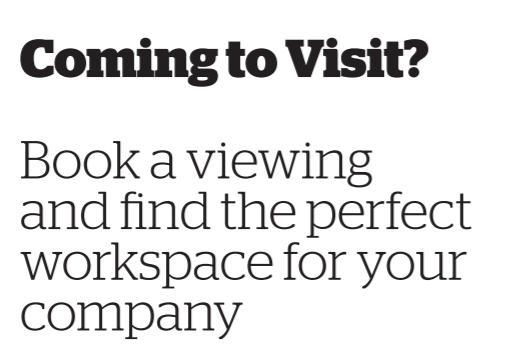 Coming to Visit?
Book a viewing
and find the perfect
workspace for your
company